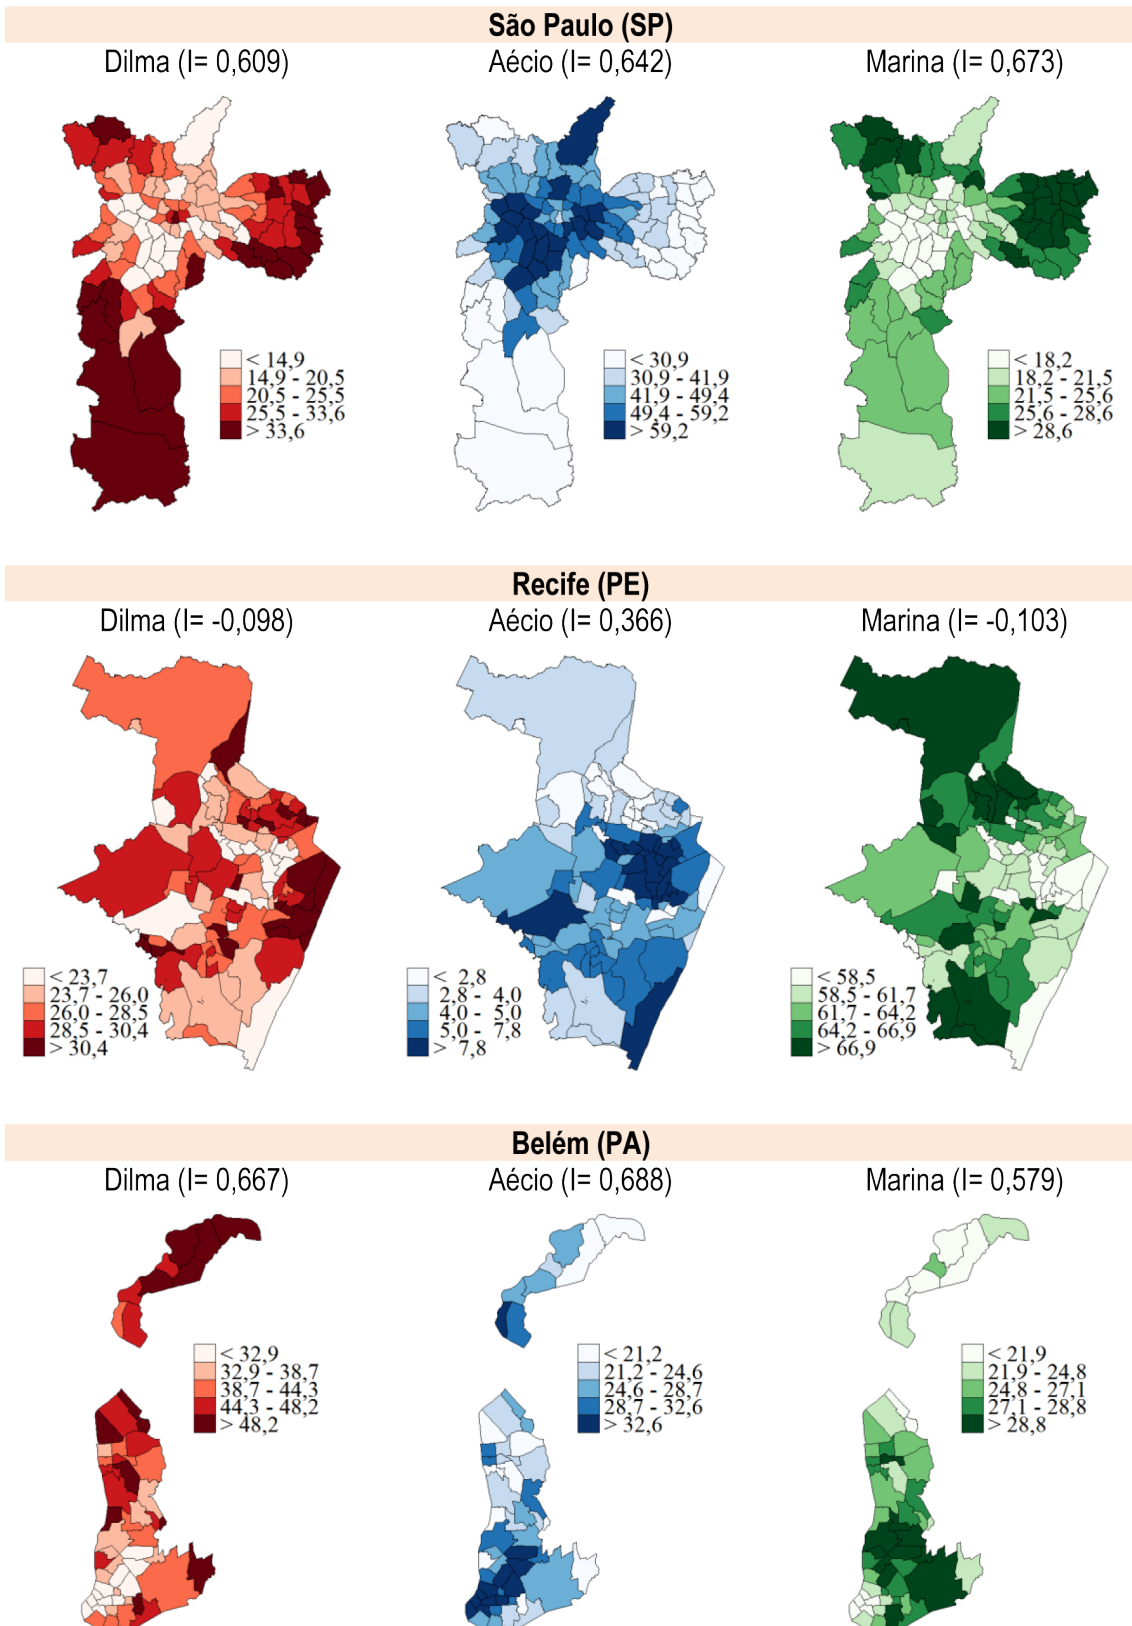 São Paulo (SP)
Dilma (I= 0,609)
Aécio (I= 0,642)
Marina (I= 0,673)
< 14,9
14,9 - 20,5
20,5 - 25,5
25,5 - 33,6
> 33,6
< 30,9
30,9 - 41,9
41,9 - 49,4
49,4 - 59,2
> 59,2
< 18,2
18,2 - 21,5
21,5 - 25,6
25,6 - 28,6
> 28,6
Recife (PE)
Dilma (I= -0,098)
Aécio (I= 0,366)
Marina (I= -0,103)
< 23,7
23,7 - 26,0
26,0 - 28,5
28,5 - 30,4
> 30,4
< 2,8
2,8 - 4,0
4,0 - 5,0
5,0 - 7,8
> 7,8
< 58,5
58,5 - 61,7
61,7 - 64,2
64,2 - 66,9
> 66,9
Belém (PA)
Dilma (I= 0,667)
Aécio (I= 0,688)
Marina (I= 0,579)
< 32,9
32,9 - 38,7
38,7 - 44,3
44,3 - 48,2
> 48,2
< 21,2
21,2 - 24,6
24,6 - 28,7
28,7 - 32,6
> 32,6
< 21,9
21,9 - 24,8
24,8 - 27,1
27,1 - 28,8
> 28,8